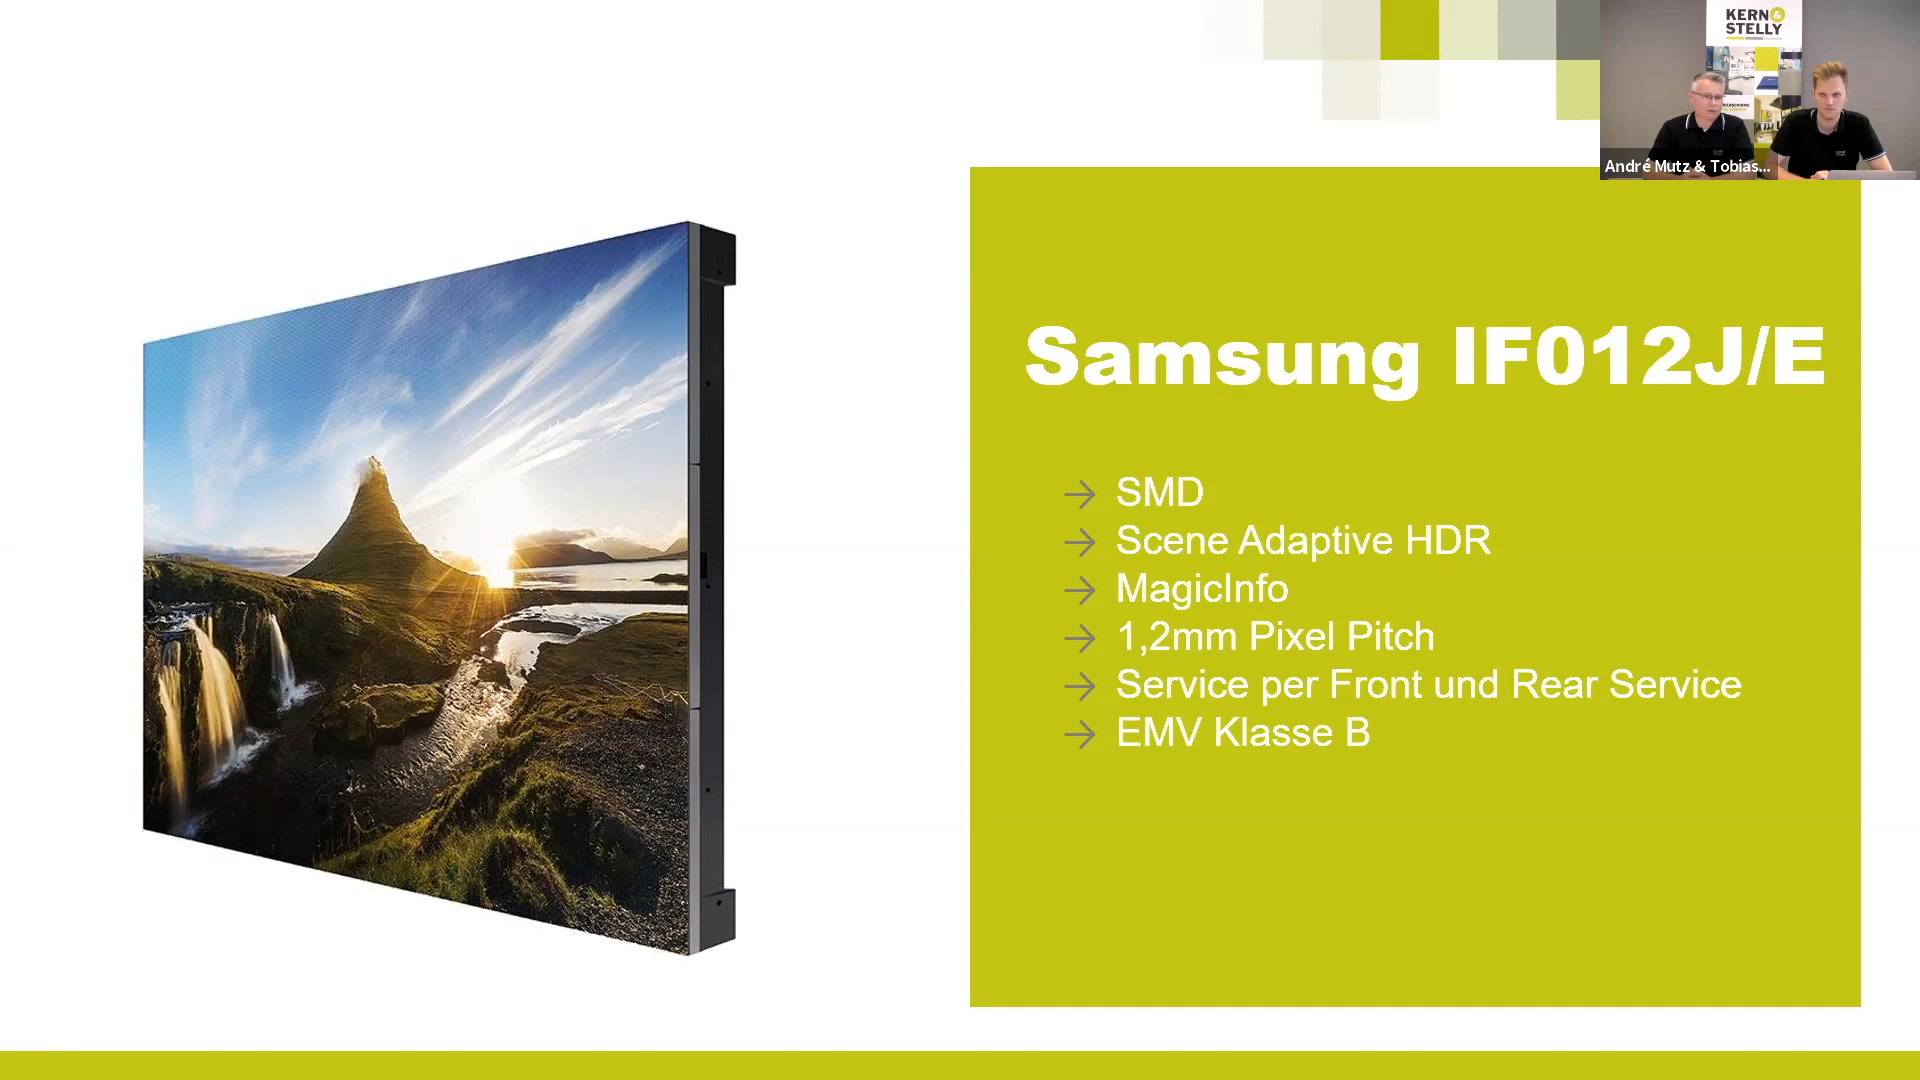 KERN &
STELLY
André Mutz & Tobias...
Samsung IF012J/E
→ SMD
→ Scene Adaptive HDR
→ MagicInfo
→ 1,2mm Pixel Pitch
→ Service per Front und Rear Service
→ EMV Klasse B